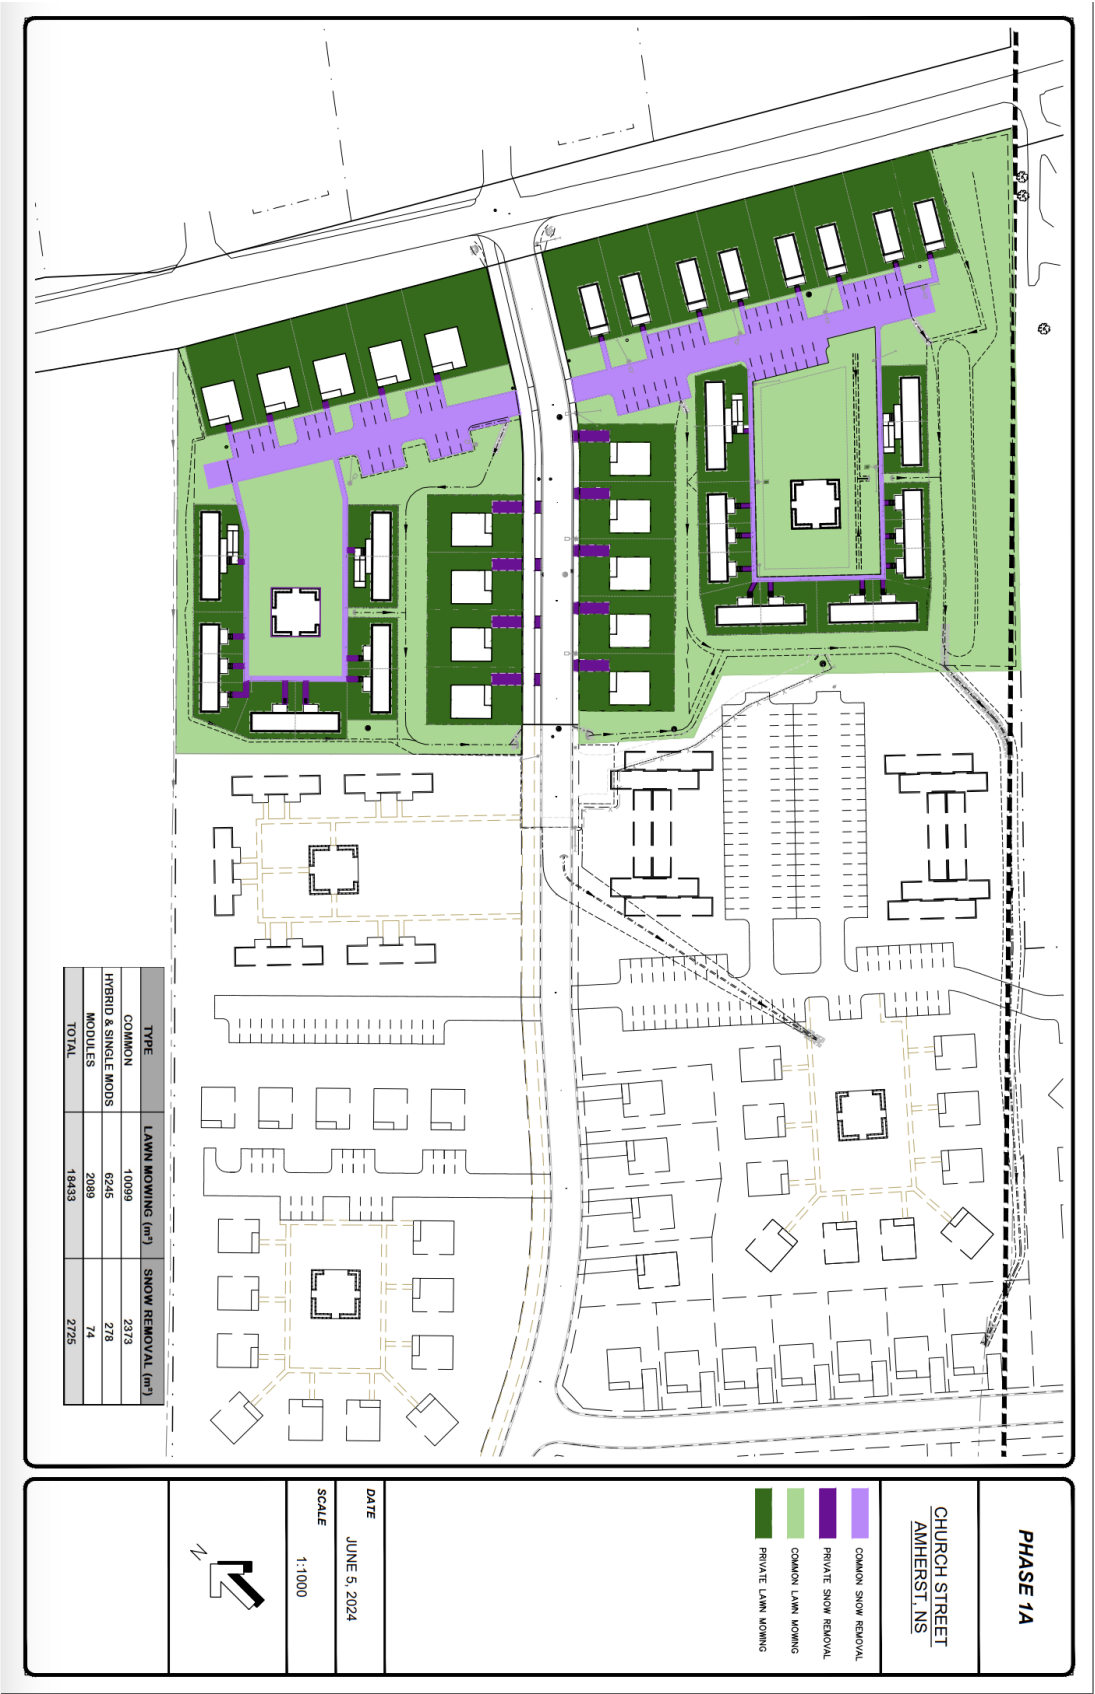 TYPE LAWN MOWING (m²) SNOW REMOVAL (m²)
COMMON 10099 2373
HYBRID & SINGLE MODS 6245 278
MODULES 2089 74
TOTAL 18433 2725
PHASE 1A
CHURCH STREET
AMHERST, NS
COMMON SNOW REMOVAL
PRIVATE SNOW REMOVAL
COMMON LAWN MOWING
PRIVATE LAWN MOWING
DATE
JUNE 5, 2024
SCALE
1:1000
N